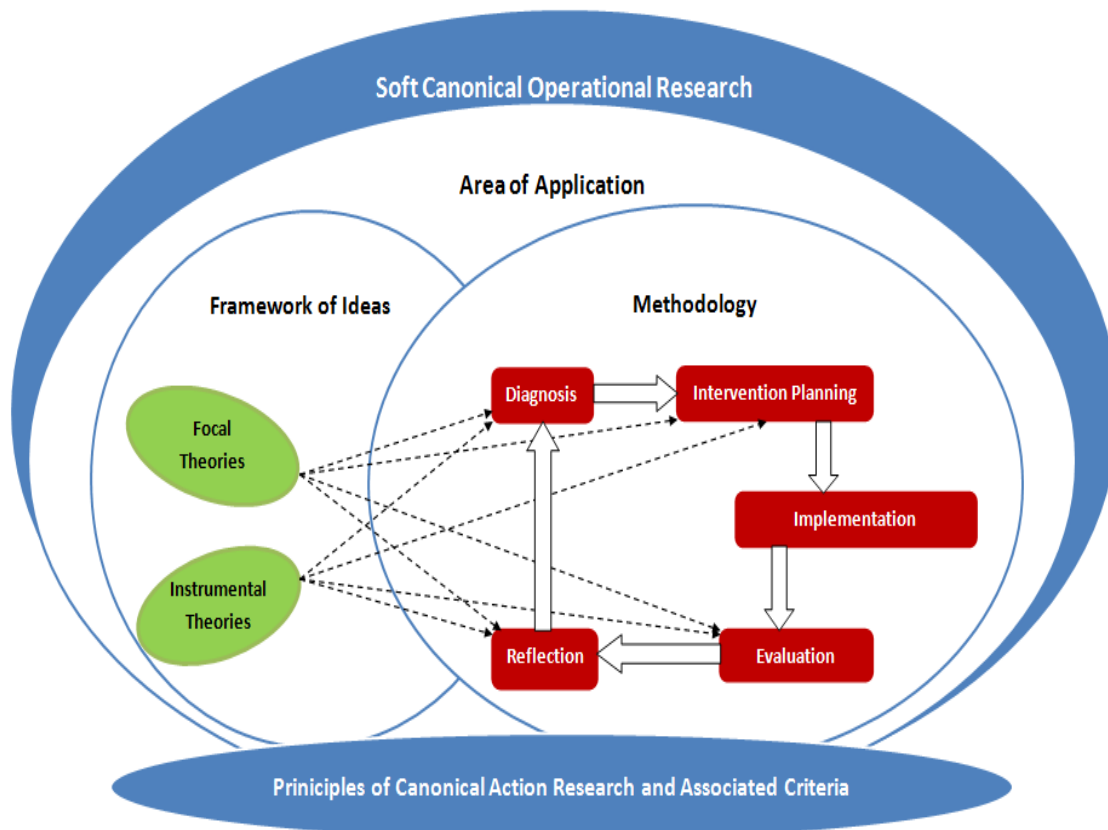 Soft Canonical Operational Research
Area of Application
Framework of Ideas
Methodology
Focal
Theories
Instrumental
Theories
Diagnosis
Intervention Planning
Implementation
Evaluation
Reflection
Priniciples of Canonical Action Research and Associated Criteria